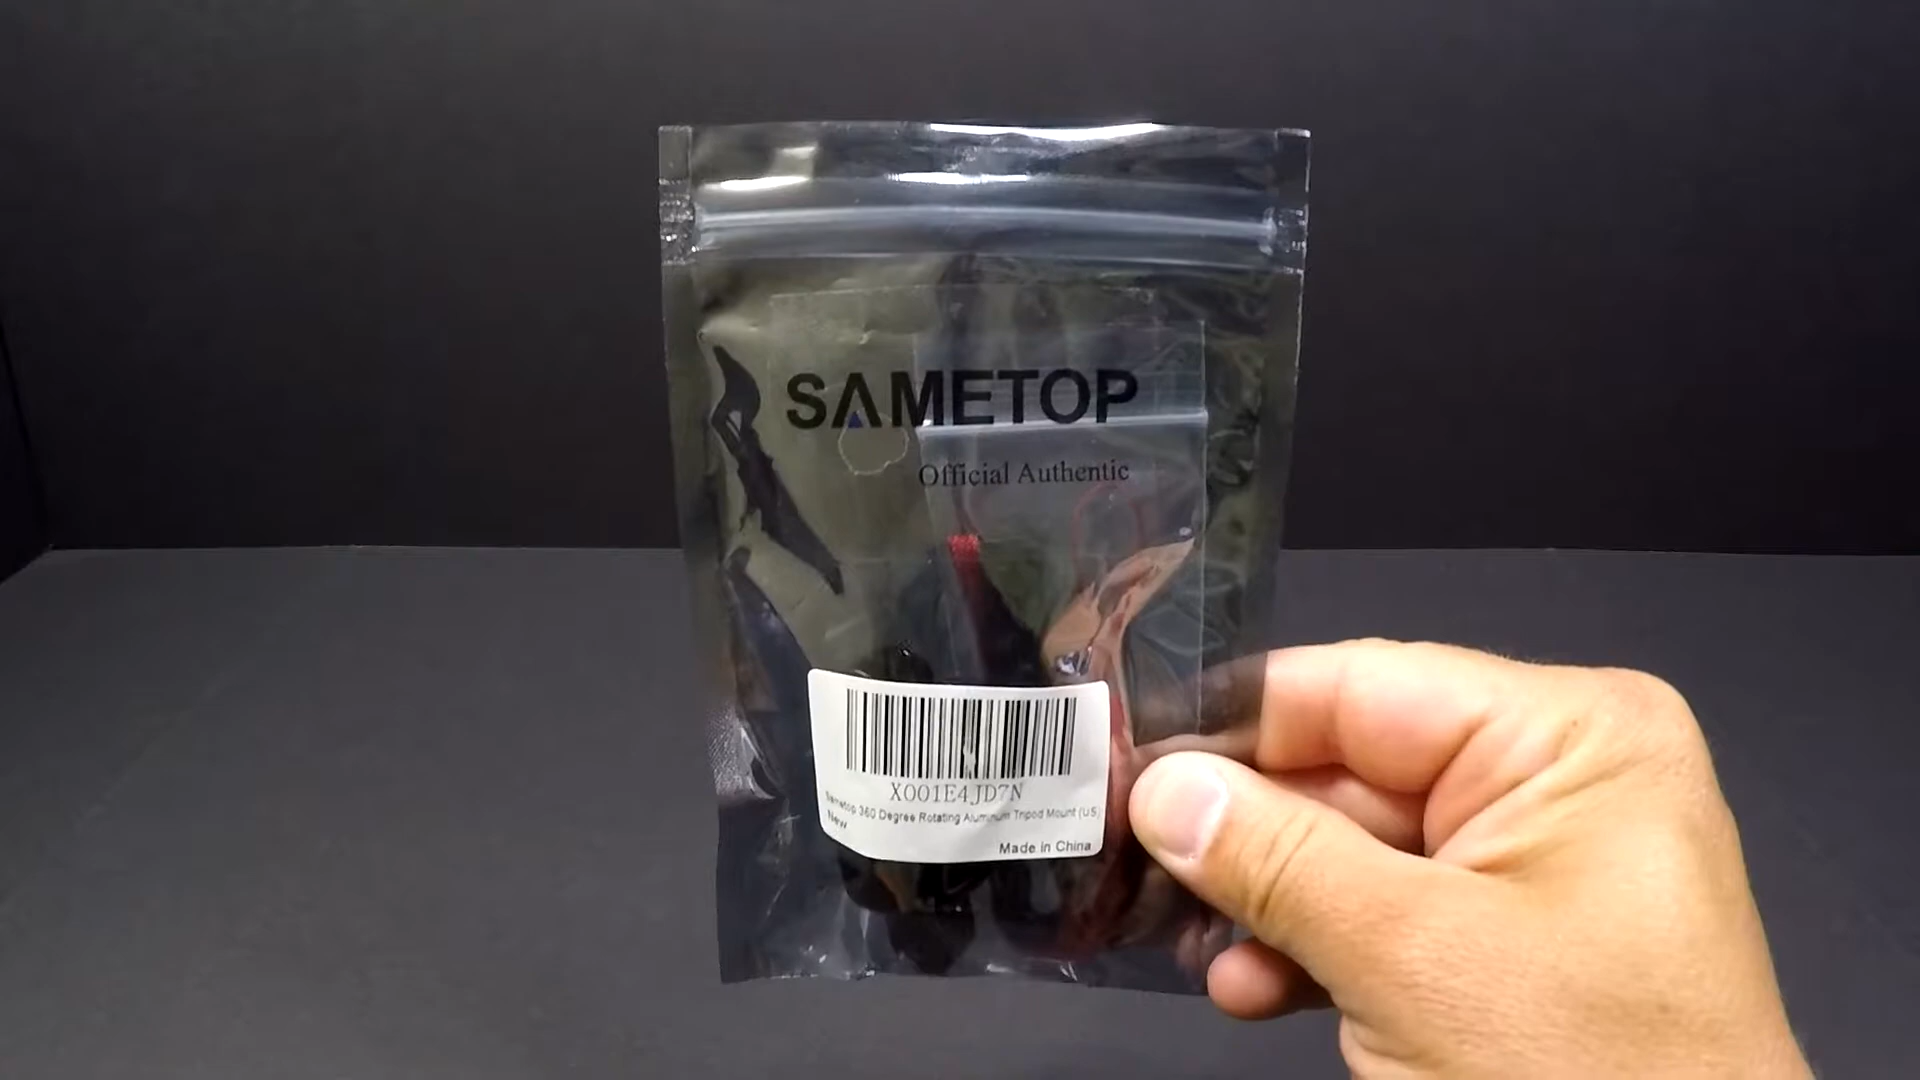 SAMETOP
Official Authentic
X001E4JD7N
Sametop 360 Degree Rotating Aluminum Tripod Mount (US)
New
Made in China